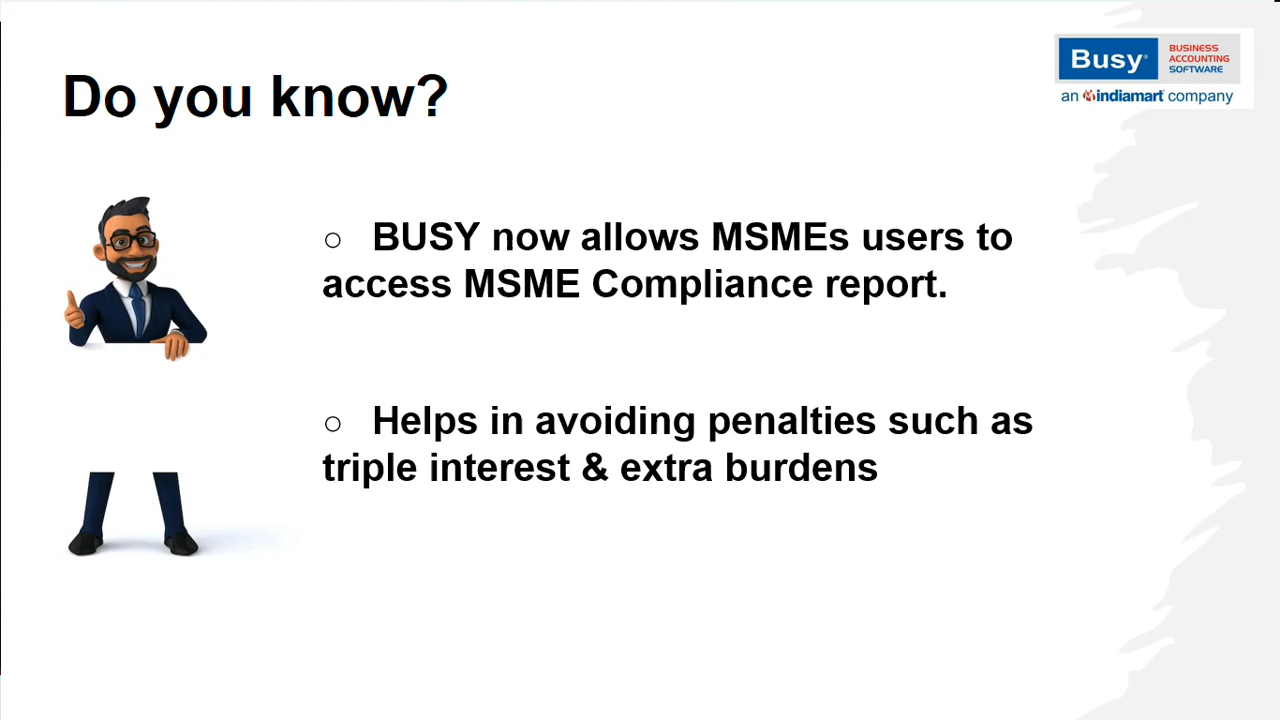 Do you know?
Busy
BUSINESS
ACCOUNTING
SOFTWARE
an indiamart company
○ BUSY now allows MSMEs users to
access MSME Compliance report.
○ Helps in avoiding penalties such as
triple interest & extra burdens